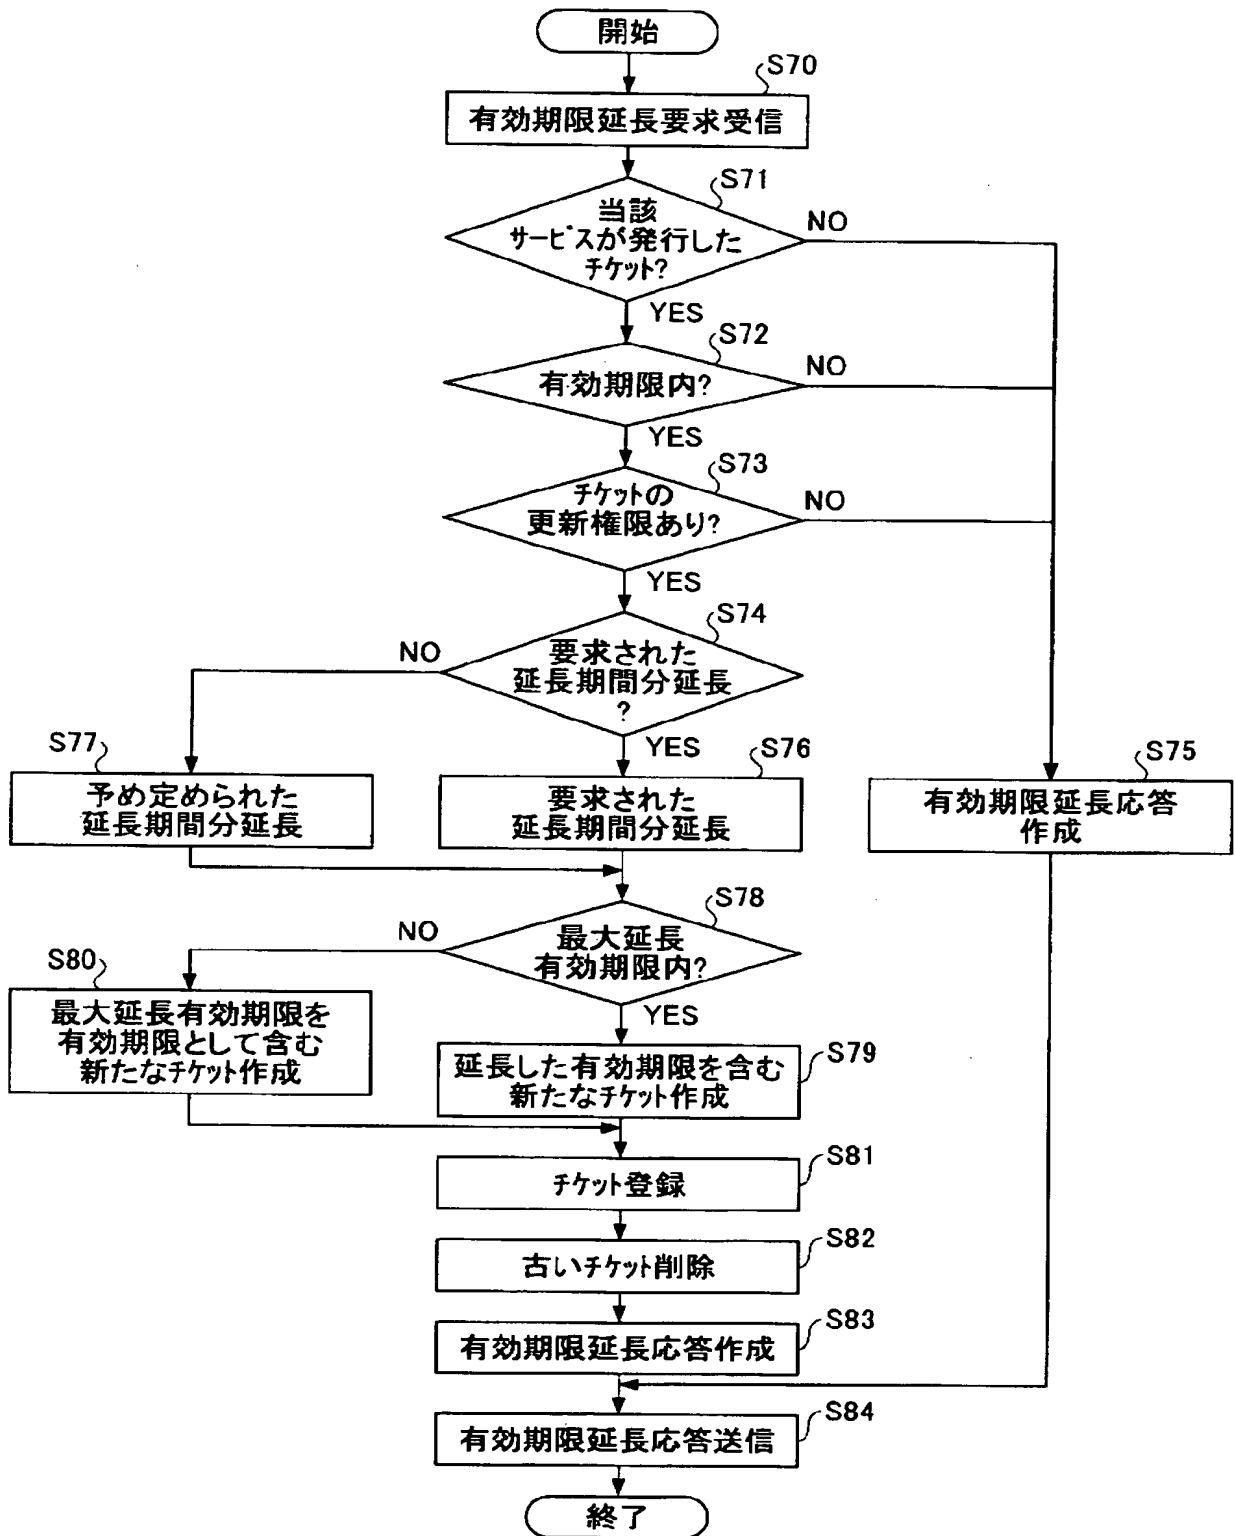 開始
S70
有効期限延長要求受信
S71
当該
サービスが発行した
チケット?
NO
YES
S72
有効期限内?
NO
YES
S73
チケットの
更新権限あり?
NO
YES
S74
要求された
延長期間分延長
?
NO
YES
S77
予め定められた
延長期間分延長
S76
要求された
延長期間分延長
S75
有効期限延長応答
作成
S78
最大延長
有効期限内?
NO
YES
S80
最大延長有効期限を
有効期限として含む
新たなチケット作成
S79
延長した有効期限を含む
新たなチケット作成
S81
チケット登録
S82
古いチケット削除
S83
有効期限延長応答作成
S84
有効期限延長応答送信
終了